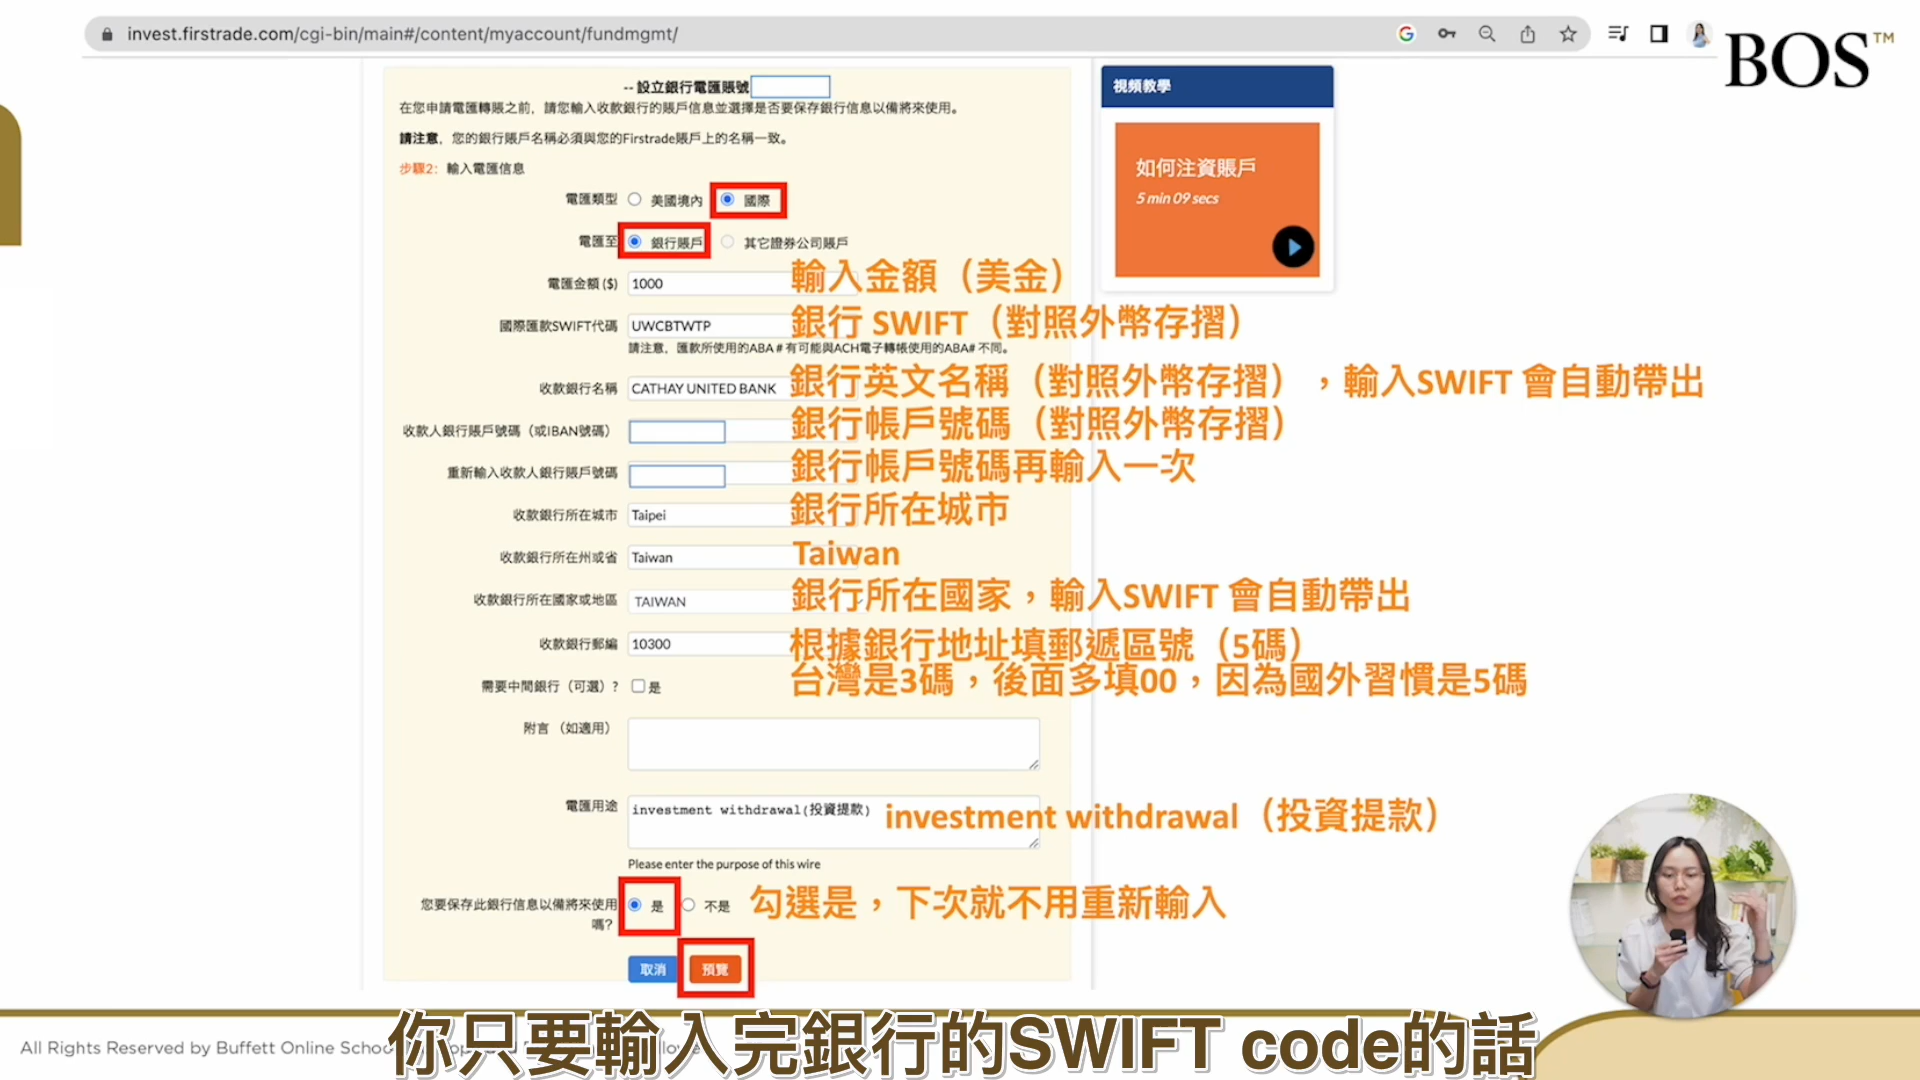 invest.firstrade.com/cgi-bin/main#/content/myaccount/fundmgmt/
BOS™
-- 設立銀行電匯賬號
在您申請電匯轉賬之前，請您輸入收款銀行的賬戶信息並選擇是否要保存銀行信息以備將來使用。
請注意，您的銀行賬戶名稱必須與您的Firstrade賬戶上的名稱一致。
步驟2： 輸入電匯信息
電匯類型 美國境內 國際
電匯至 銀行賬戶 其它證券公司賬戶
電匯金額 ($) 1000 輸入金額（美金）
國際匯款SWIFT代碼 UWCBTWTP 銀行 SWIFT（對照外幣存摺）
請注意，匯款所使用的ABA # 有可能與ACH電子轉帳使用的ABA# 不同。
收款銀行名稱 CATHAY UNITED BANK 銀行英文名稱（對照外幣存摺），輸入SWIFT 會自動帶出
收款人銀行賬戶號碼（或IBAN號碼） 銀行帳戶號碼（對照外幣存摺）
重新輸入收款人銀行賬戶號碼 銀行帳戶號碼再輸入一次
收款銀行所在城市 Taipei 銀行所在城市
收款銀行所在州或省 Taiwan Taiwan
收款銀行所在國家或地區 TAIWAN 銀行所在國家，輸入SWIFT 會自動帶出
收款銀行郵編 10300 根據銀行地址填郵遞區號（5碼）
需要中間銀行（可選）? 是 台灣是3碼，後面多填00，因為國外習慣是5碼
附言 （如適用）
電匯用途 investment withdrawal(投資提款) investment withdrawal（投資提款）
Please enter the purpose of this wire
您要保存此銀行信息以備將來使用
嗎? 是 不是 勾選是，下次就不用重新輸入
取消 預覽
視頻教學
如何注資賬戶
5 min 09 secs
All Rights Reserved by Buffett Online Schoo
你只要輸入完銀行的SWIFT code的話